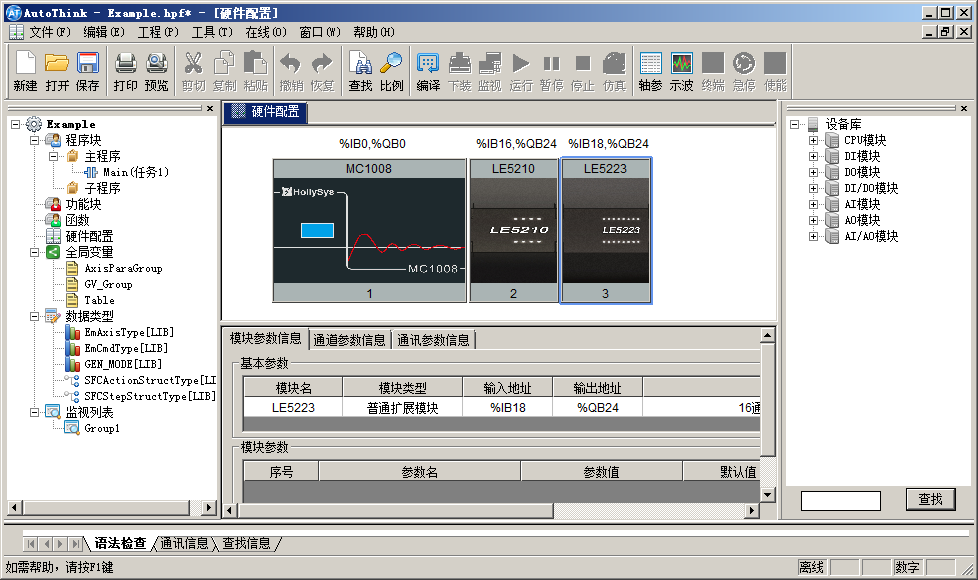 AutoThink - Example.hpf* - [硬件配置]
文件(F) 编辑(E) 工程(P) 工具(T) 在线(O) 窗口(W) 帮助(H)
新建 打开 保存 打印 预览 剪切 复制 粘贴 撤销 恢复 查找 比例 编译 下装 监视 运行 暂停 停止 仿真 轴参 示波 终端 急停 使能
Example
程序块
主程序
Main(任务1)
子程序
功能块
函数
硬件配置
全局变量
AxisParaGroup
GV_Group
Table
数据类型
EmAxisType[LIB]
EmCmdType[LIB]
GEN_MODE[LIB]
SFCActionStructType[LI
SFCStepStructType[LIB]
监视列表
Group1
硬件配置
%IB0,%QB0 %IB16,%QB24 %IB18,%QB24
MC1008 LE5210 LE5223
HollySys
LE5210 LE5223
MC1008
1 2 3
模块参数信息 通道参数信息 通讯参数信息
基本参数
模块名 模块类型 输入地址 输出地址
LE5223 普通扩展模块 %IB18 %QB24 16通
模块参数
序号 参数名 参数值 默认值
设备库
CPU模块
DI模块
DO模块
DI/DO模块
AI模块
AO模块
AI/AO模块
查找
语法检查 通讯信息 查找信息
如需帮助，请按F1键 离线 数字